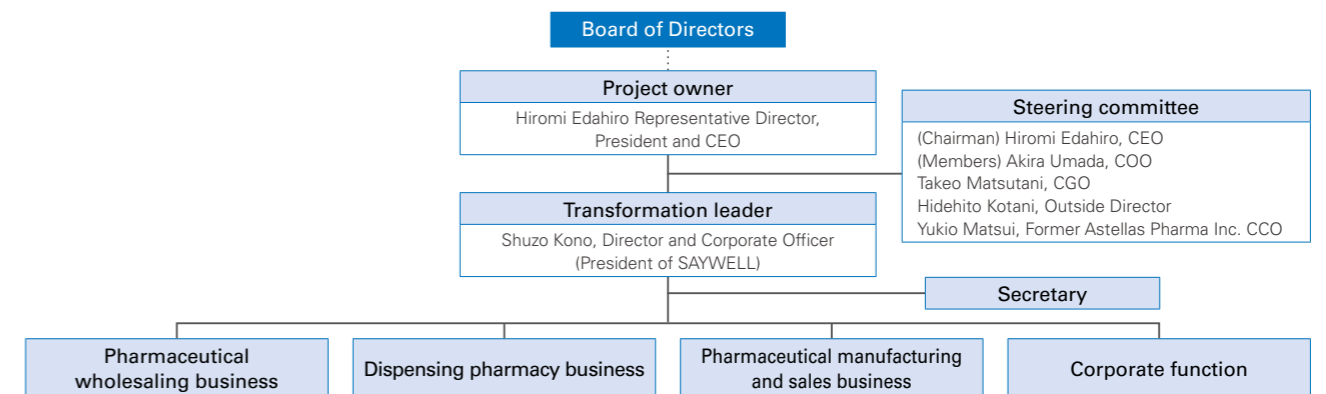 Board of Directors
Project owner
Hiromi Edahiro Representative Director,
President and CEO
Steering committee
(Chairman) Hiromi Edahiro, CEO
(Members) Akira Umada, COO
Takeo Matsutani, CGO
Hidehito Kotani, Outside Director
Yukio Matsui, Former Astellas Pharma Inc. CCO
Transformation leader
Shuzo Kono, Director and Corporate Officer
(President of SAYWELL)
Secretary
Pharmaceutical
wholesaling business
Dispensing pharmacy business
Pharmaceutical manufacturing
and sales business
Corporate function